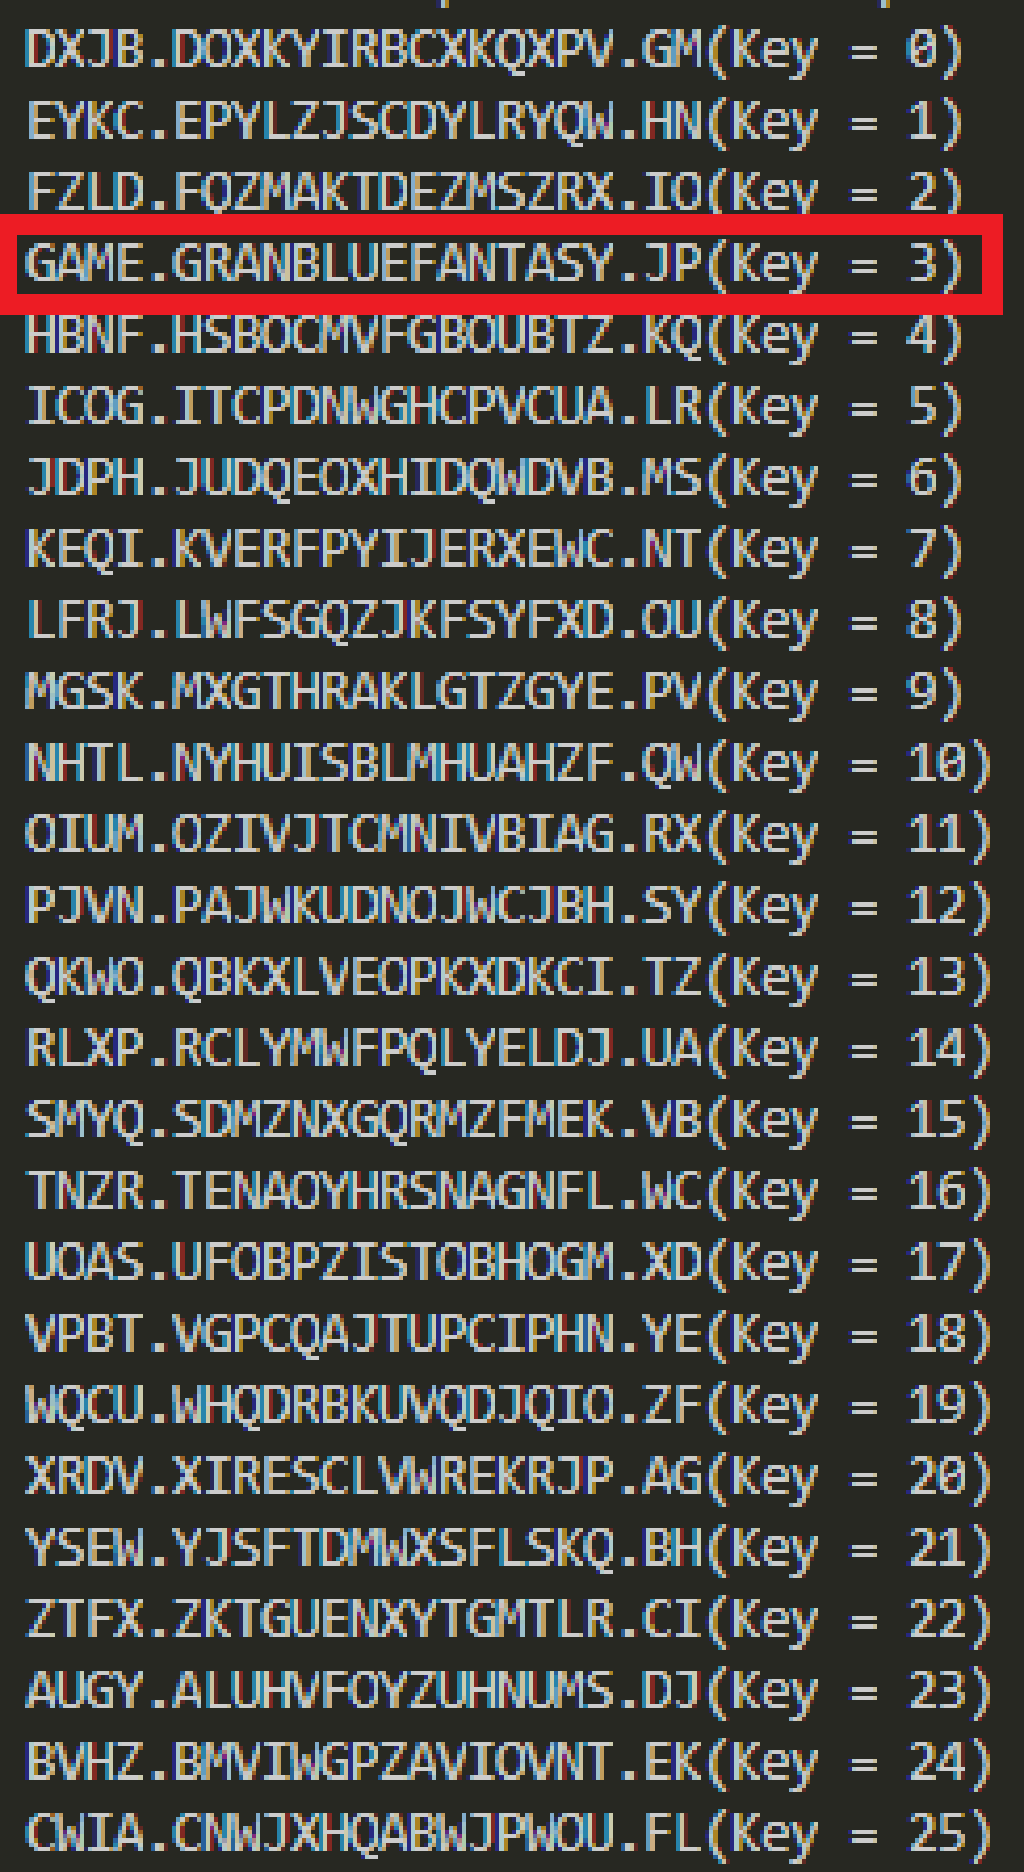 DXJB.DOXKYIRBCXKQXPV.GM(Key = 0)
EYKC.EPYLZJSCDYLRYQW.HN(Key = 1)
FZLD.FQZMAKTDEZMSZRX.IO(Key = 2)
GAME.GRANBLUEFANTASY.JP(Key = 3)
HBNF.HSBOCMVFGBOUBTZ.KQ(Key = 4)
ICOG.ITCPDNWGHCPVCUA.LR(Key = 5)
JDPH.JUDQEOXHIDQWDVB.MS(Key = 6)
KEQI.KVERFPYIJERXEWC.NT(Key = 7)
LFRJ.LWFSGQZJKFSYFXD.OU(Key = 8)
MGSK.MXGTHRAKLGTZGYE.PV(Key = 9)
NHTL.NYHUISBLMHUAHZF.QW(Key = 10)
OIUM.OZIVJTCMNIVBIAG.RX(Key = 11)
PJVN.PAJWKUDNOJWCJBH.SY(Key = 12)
QKWO.QBKXLVEOPKXDKCI.TZ(Key = 13)
RLXP.RCLYMWFPQLYELDJ.UA(Key = 14)
SMYQ.SDMZNXGQRMZFMEK.VB(Key = 15)
TNZR.TENAOYHRSNAGNFL.WC(Key = 16)
UOAS.UFOBPZISTOBHOGM.XD(Key = 17)
VPBT.VGPCQAJTUPCIPHN.YE(Key = 18)
WQCU.WHQDRBKUVQDJQIO.ZF(Key = 19)
XRDV.XIRESCLVWREKRJP.AG(Key = 20)
YSEW.YJSFTDMWXSFLSKQ.BH(Key = 21)
ZTFX.ZKTGUENXYTGMTLR.CI(Key = 22)
AUGY.ALUHVFOYZUHNUMS.DJ(Key = 23)
BVHZ.BMVIWGPZAVIOVNT.EK(Key = 24)
CWIA.CNWJXHQABWJPWOU.FL(Key = 25)